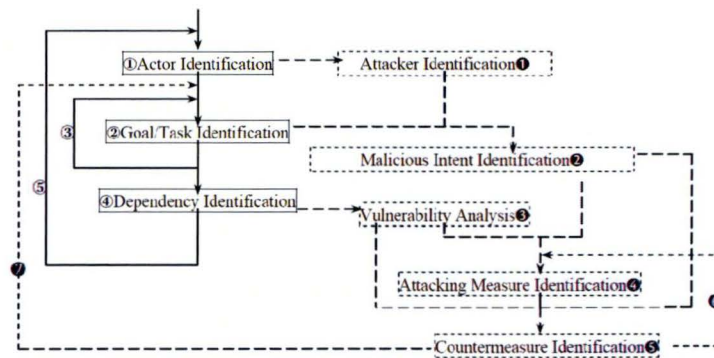 ①Actor Identification
Attacker Identification❶
③
②Goal/Task Identification
Malicious Intent Identification❷
⑤
④Dependency Identification
Vulnerability Analysis❸
❼
Attacking Measure Identification❹
Countermeasure Identification❺